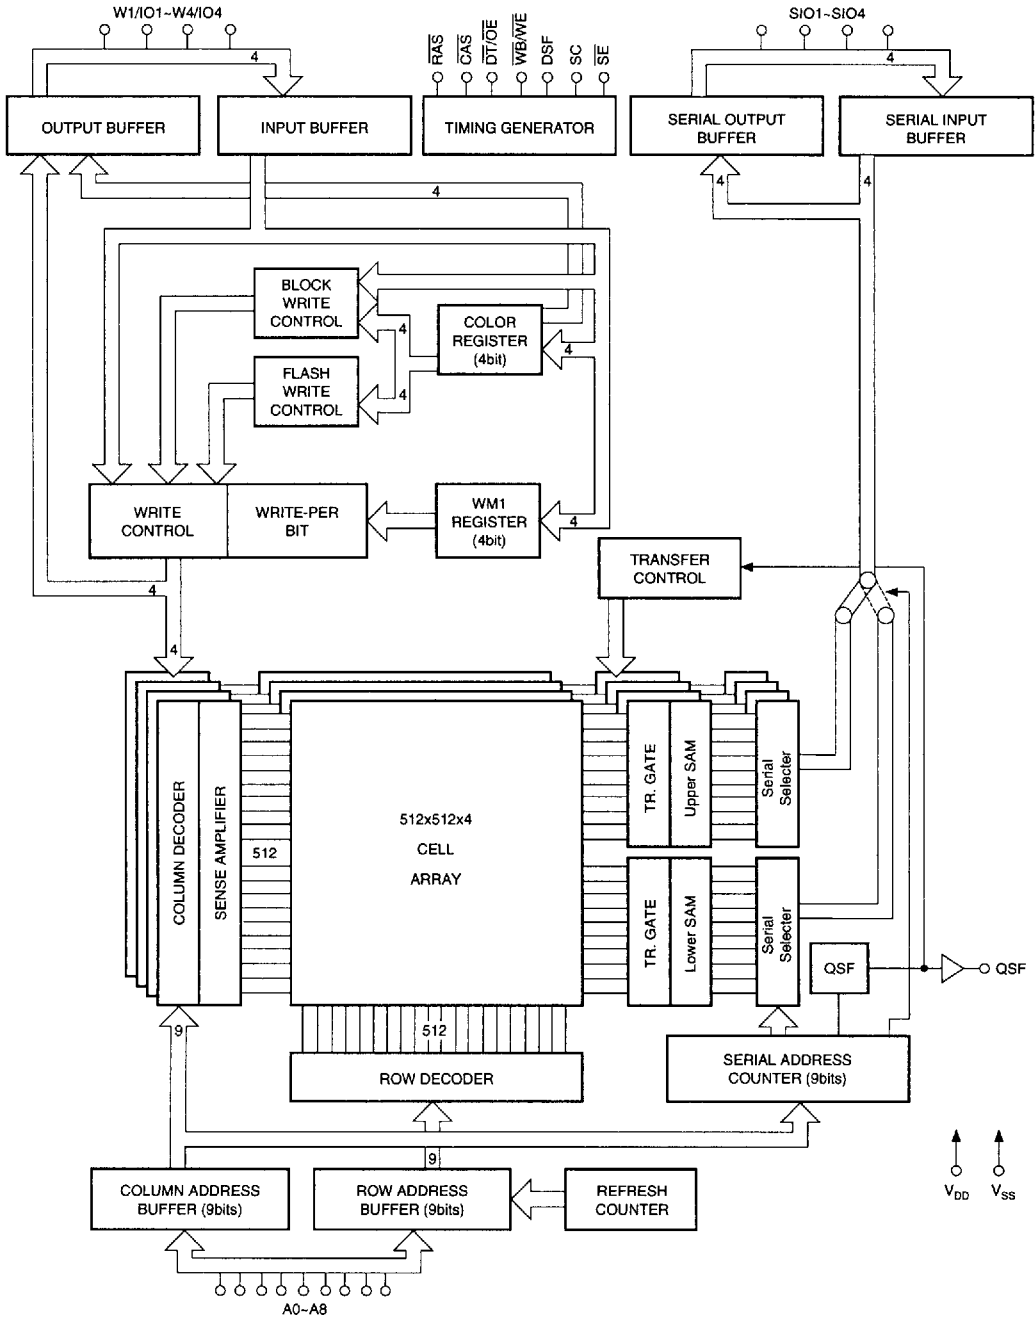 W1/IO1~W4/IO4
SIO1~SIO4
RAS
CAS
DT/OE
WB/WE
DSF
SC
SE
4
4
OUTPUT BUFFER
INPUT BUFFER
TIMING GENERATOR
SERIAL OUTPUT
BUFFER
SERIAL INPUT
BUFFER
4
4
4
BLOCK
WRITE
CONTROL
COLOR
REGISTER
(4bit)
4
4
FLASH
WRITE
CONTROL
4
WRITE
CONTROL
WRITE-PER
BIT
WM1
REGISTER
(4bit)
4
TRANSFER
CONTROL
4
4
COLUMN DECODER
SENSE AMPLIFIER
512
512x512x4
CELL
ARRAY
TR. GATE
Upper SAM
Serial
Selecter
TR. GATE
Lower SAM
Serial
Selecter
QSF
QSF
9
512
ROW DECODER
SERIAL ADDRESS
COUNTER (9bits)
9
COLUMN ADDRESS
BUFFER (9bits)
ROW ADDRESS
BUFFER (9bits)
REFRESH
COUNTER
VDD
VSS
A0~A8